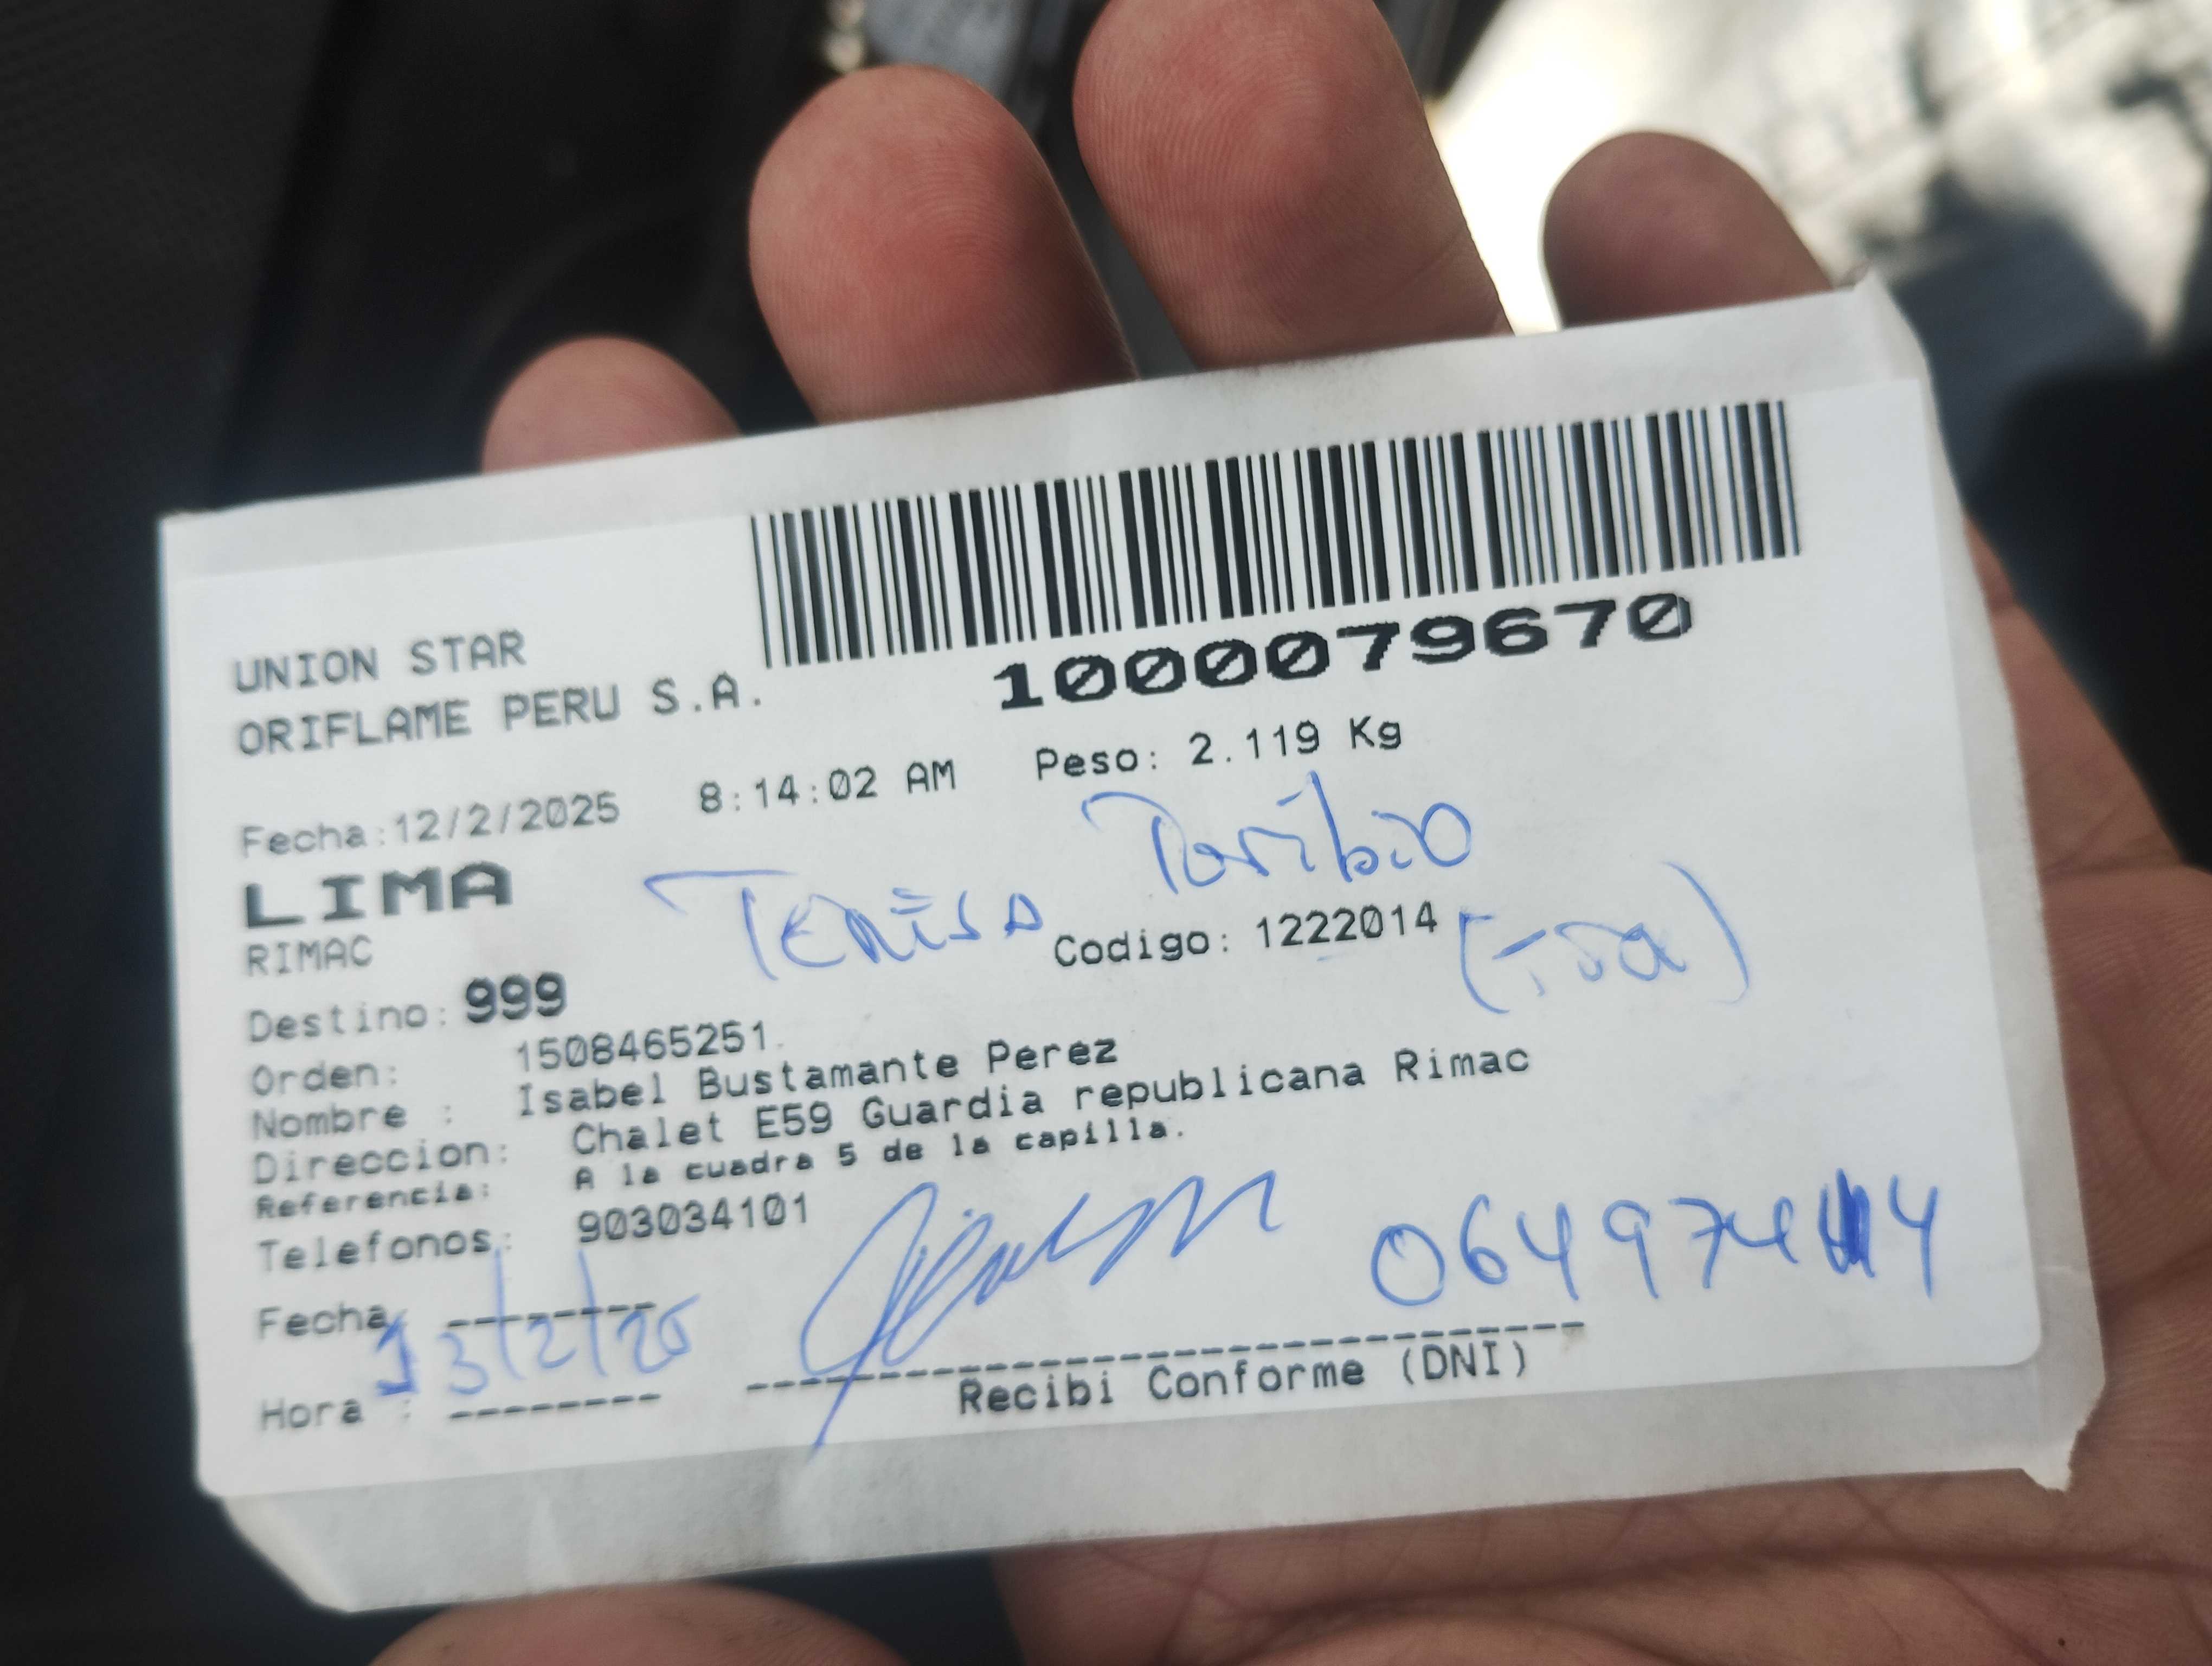 UNION STAR
ORIFLAME PERU S.A.
1000079670
Fecha:12/2/2025 8:14:02 AM Peso: 2.119 Kg
LIMA
RIMAC
Toribio
Codigo: 1222014
Destino: 999
Orden: 1508465251.
Nombre : Isabel Bustamante Perez
Direccion: Chalet E59 Guardia republicana Rimac
Referencia: A la cuadra 5 de la capilla.
Telefonos: 903034101
Fecha
13/2/25
Hora :
Recibi Conforme (DNI)